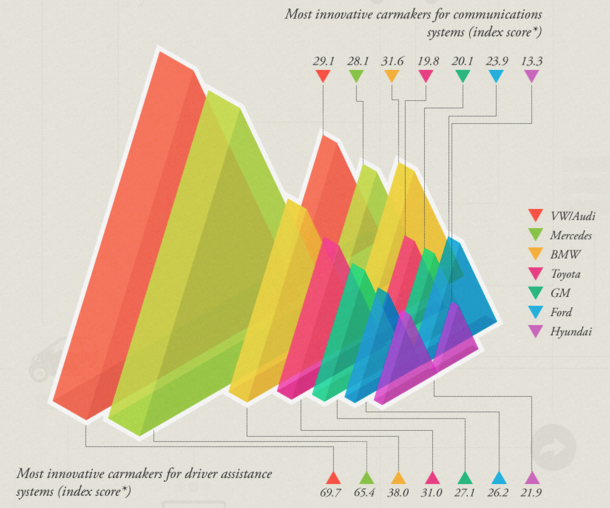 Most innovative carmakers for communications
systems (index score*)
29.1 28.1 31.6 19.8 20.1 23.9 13.3
VW/Audi
Mercedes
BMW
Toyota
GM
Ford
Hyundai
Most innovative carmakers for driver assistance
systems (index score*)
69.7 65.4 38.0 31.0 27.1 26.2 21.9